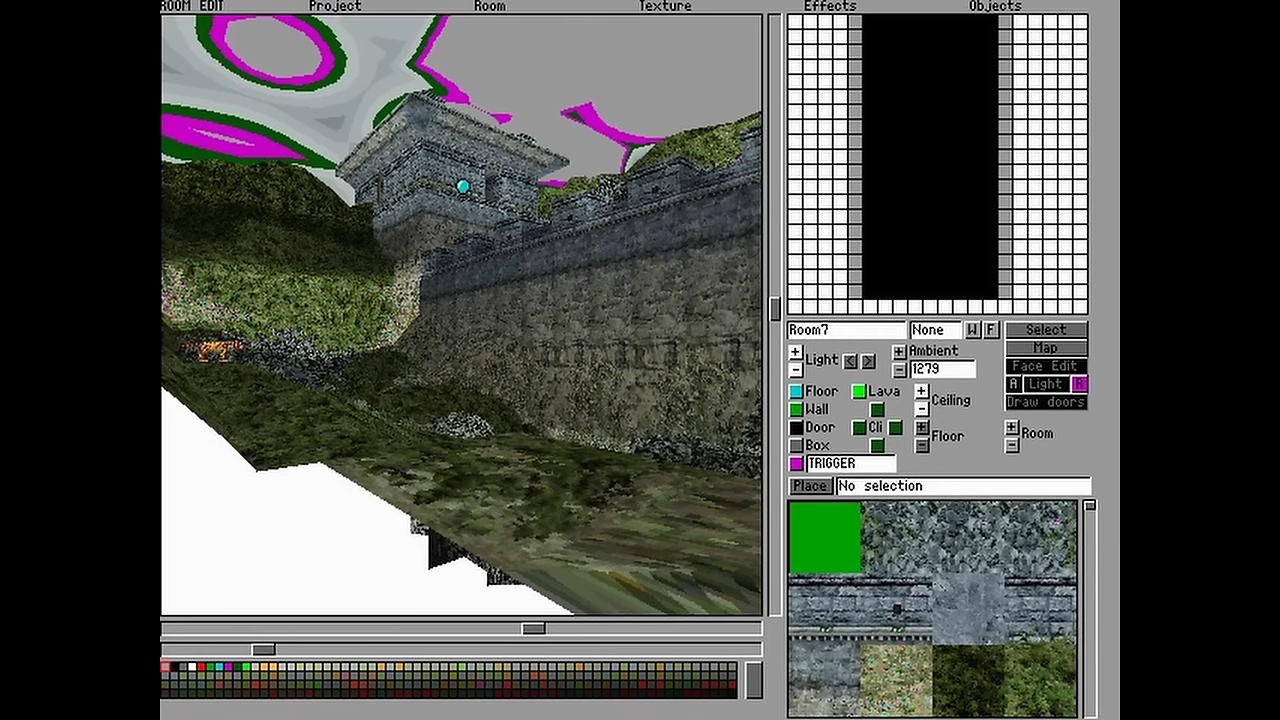 ROOM EDIT Project Room Texture Effects Objects
Room7 None W F Select
Map
+ Light < > + Ambient
- - 1279
Face Edit
A Light R
Draw doors
Floor Lava + Ceiling
Wall -
Door Cli + Floor + Room
Box - -
TRIGGER
Place No selection